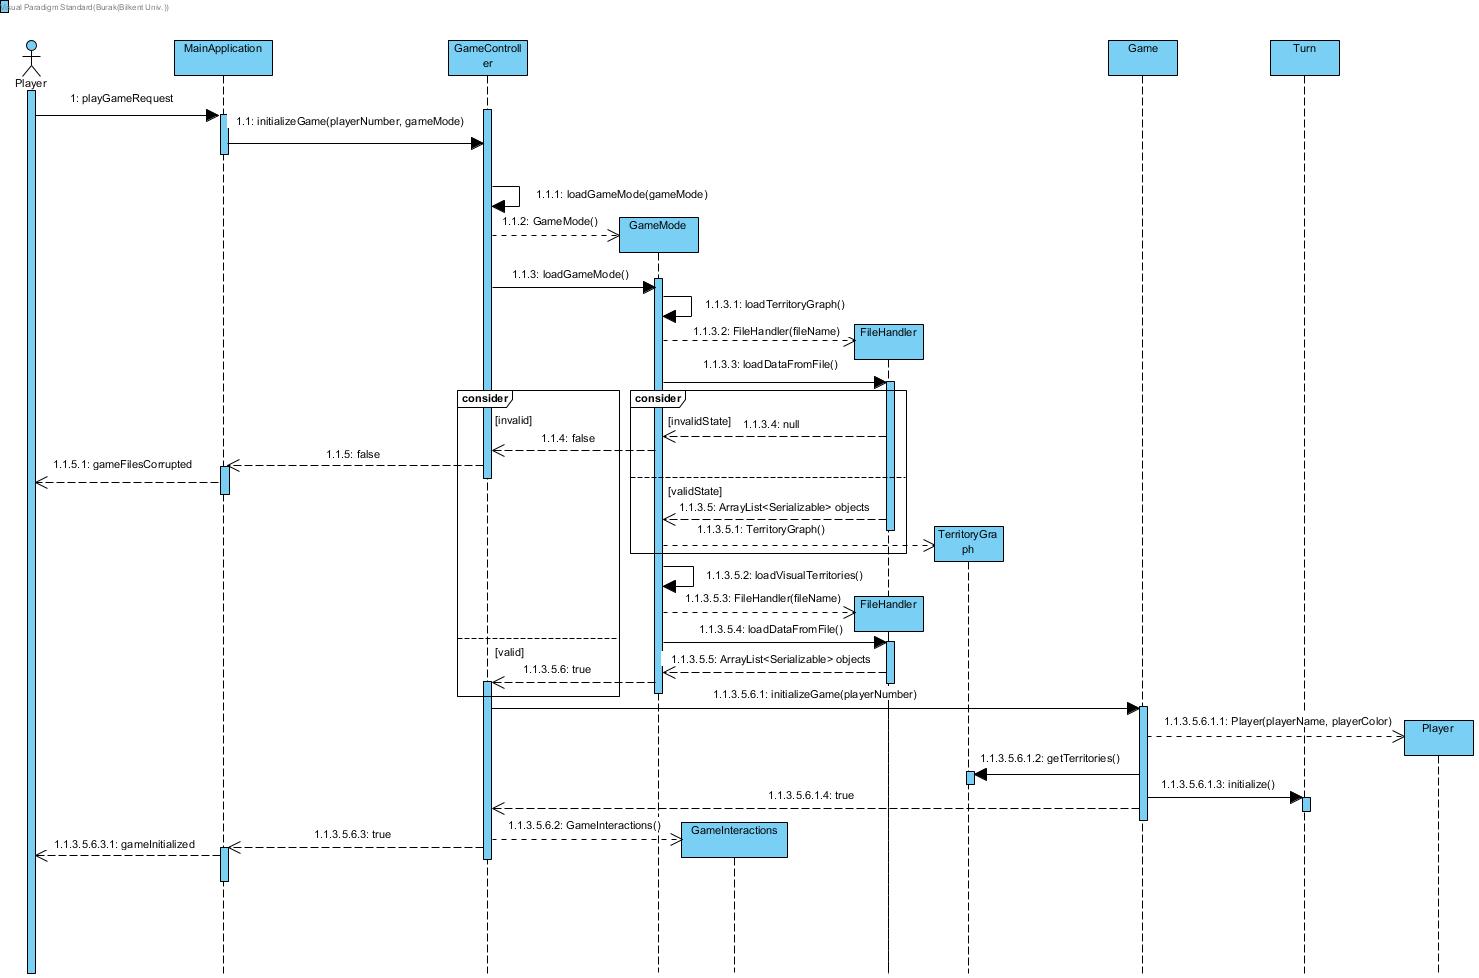 Visual Paradigm Standard(Burak(Bilkent Univ.))
Player
MainApplication
GameControll
er
Game
Turn
1: playGameRequest
1.1: initializeGame(playerNumber, gameMode)
1.1.1: loadGameMode(gameMode)
1.1.2: GameMode()
GameMode
1.1.3: loadGameMode()
1.1.3.1: loadTerritoryGraph()
1.1.3.2: FileHandler(fileName)
FileHandler
1.1.3.3: loadDataFromFile()
consider
consider
[invalid]
[invalidState]
1.1.3.4: null
1.1.4: false
1.1.5: false
1.1.5.1: gameFilesCorrupted
[validState]
1.1.3.5: ArrayList<Serializable> objects
1.1.3.5.1: TerritoryGraph()
TerritoryGra
ph
1.1.3.5.2: loadVisualTerritories()
1.1.3.5.3: FileHandler(fileName)
FileHandler
1.1.3.5.4: loadDataFromFile()
[valid]
1.1.3.5.5: ArrayList<Serializable> objects
1.1.3.5.6: true
1.1.3.5.6.1: initializeGame(playerNumber)
1.1.3.5.6.1.1: Player(playerName, playerColor)
Player
1.1.3.5.6.1.2: getTerritories()
1.1.3.5.6.1.3: initialize()
1.1.3.5.6.1.4: true
1.1.3.5.6.2: GameInteractions()
GameInteractions
1.1.3.5.6.3: true
1.1.3.5.6.3.1: gameInitialized